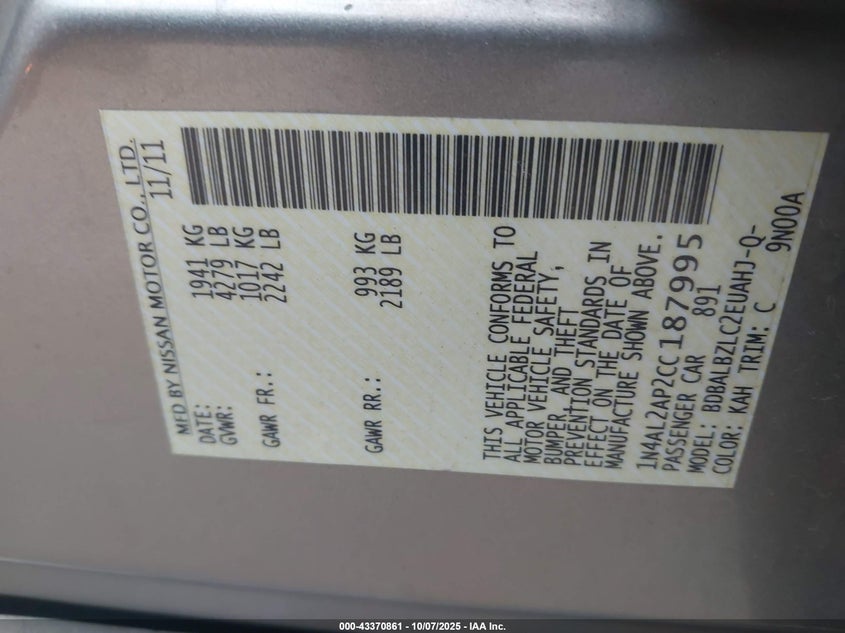 MFD BY NISSAN MOTOR CO., LTD.
DATE: 11/11
GVWR: 1941 KG
4279 LB
GAWR FR.: 1017 KG
2242 LB
GAWR RR.: 993 KG
2189 LB
THIS VEHICLE CONFORMS TO
ALL APPLICABLE FEDERAL
MOTOR VEHICLE SAFETY,
BUMPER, AND THEFT
PREVENTION STANDARDS IN
EFFECT ON THE DATE OF
MANUFACTURE SHOWN ABOVE.
1N4AL2AP2CC187995
PASSENGER CAR 891
MODEL: BDBALBZLC2EUAHJ-Q-
COLOR: KAH TRIM: C 9N00A
000-43370861 - 10/07/2025 - IAA Inc.